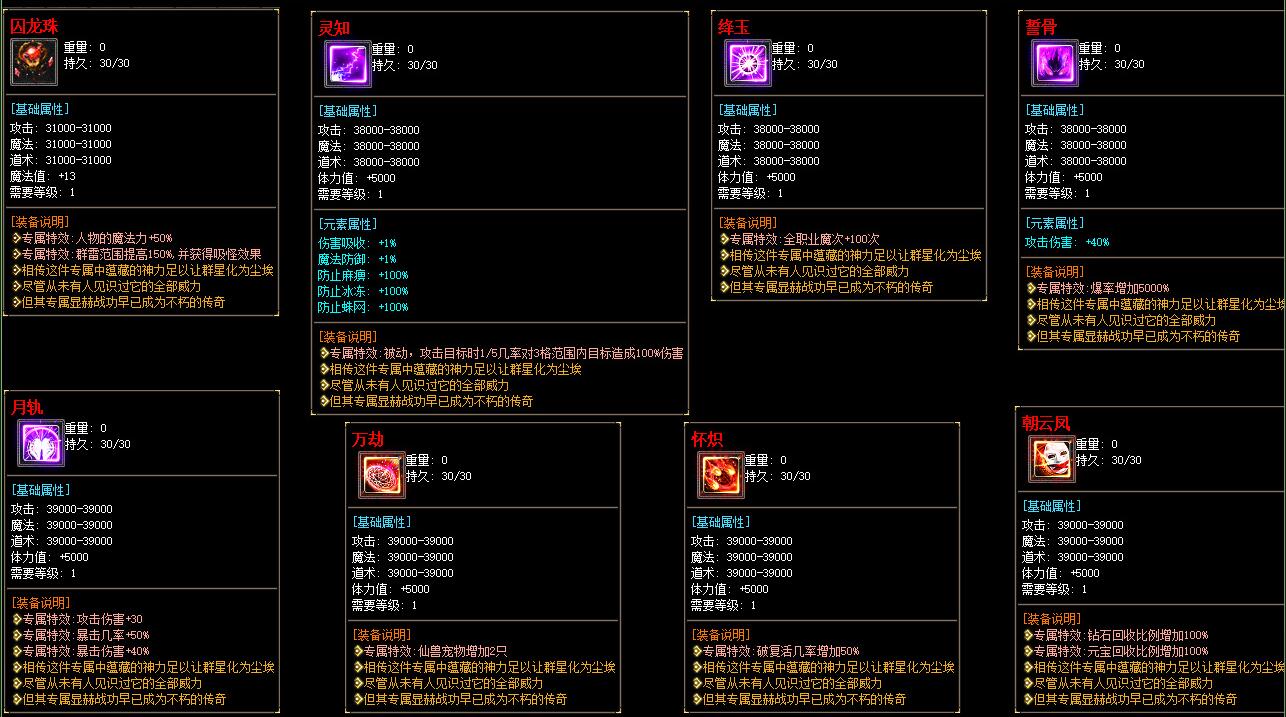 囚龙珠
重量: 0
持久: 30/30
[基础属性]
攻击: 31000-31000
魔法: 31000-31000
道术: 31000-31000
魔法值: +13
需要等级: 1
[装备说明]
专属特效:人物的魔法力+50%
专属特效:群雷范围提高150%,并获得吸怪效果
相传这件专属中蕴藏的神力足以让群星化为尘埃
尽管从未有人见识过它的全部威力
但其专属显赫战功早已成为不朽的传奇
灵知
重量: 0
持久: 30/30
[基础属性]
攻击: 38000-38000
魔法: 38000-38000
道术: 38000-38000
体力值: +5000
需要等级: 1
[元素属性]
伤害吸收: +1%
魔法防御: +1%
防止麻痹: +100%
防止冰冻: +100%
防止蛛网: +100%
[装备说明]
专属特效:被动，攻击目标时1/5几率对3格范围内目标造成100%伤害
相传这件专属中蕴藏的神力足以让群星化为尘埃
尽管从未有人见识过它的全部威力
但其专属显赫战功早已成为不朽的传奇
绛玉
重量: 0
持久: 30/30
[基础属性]
攻击: 38000-38000
魔法: 38000-38000
道术: 38000-38000
体力值: +5000
需要等级: 1
[装备说明]
专属特效:全职业魔次+100次
相传这件专属中蕴藏的神力足以让群星化为尘埃
尽管从未有人见识过它的全部威力
但其专属显赫战功早已成为不朽的传奇
誓骨
重量: 0
持久: 30/30
[基础属性]
攻击: 38000-38000
魔法: 38000-38000
道术: 38000-38000
体力值: +5000
需要等级: 1
[元素属性]
攻击伤害: +40%
[装备说明]
专属特效:爆率增加5000%
相传这件专属中蕴藏的神力足以让群星化为尘埃
尽管从未有人见识过它的全部威力
但其专属显赫战功早已成为不朽的传奇
月轨
重量: 0
持久: 30/30
[基础属性]
攻击: 39000-39000
魔法: 39000-39000
道术: 39000-39000
体力值: +5000
需要等级: 1
[装备说明]
专属特效:攻击伤害+30
专属特效:暴击几率+50%
专属特效:暴击伤害+40%
相传这件专属中蕴藏的神力足以让群星化为尘埃
尽管从未有人见识过它的全部威力
但其专属显赫战功早已成为不朽的传奇
万劫
重量: 0
持久: 30/30
[基础属性]
攻击: 39000-39000
魔法: 39000-39000
道术: 39000-39000
体力值: +5000
需要等级: 1
[装备说明]
专属特效:仙兽宠物增加2只
相传这件专属中蕴藏的神力足以让群星化为尘埃
尽管从未有人见识过它的全部威力
但其专属显赫战功早已成为不朽的传奇
怀炽
重量: 0
持久: 30/30
[基础属性]
攻击: 39000-39000
魔法: 39000-39000
道术: 39000-39000
体力值: +5000
需要等级: 1
[装备说明]
专属特效:破复活几率增加50%
相传这件专属中蕴藏的神力足以让群星化为尘埃
尽管从未有人见识过它的全部威力
但其专属显赫战功早已成为不朽的传奇
朝云凤
重量: 0
持久: 30/30
[基础属性]
攻击: 39000-39000
魔法: 39000-39000
道术: 39000-39000
体力值: +5000
需要等级: 1
[装备说明]
专属特效:钻石回收比例增加100%
专属特效:元宝回收比例增加100%
相传这件专属中蕴藏的神力足以让群星化为尘埃
尽管从未有人见识过它的全部威力
但其专属显赫战功早已成为不朽的传奇